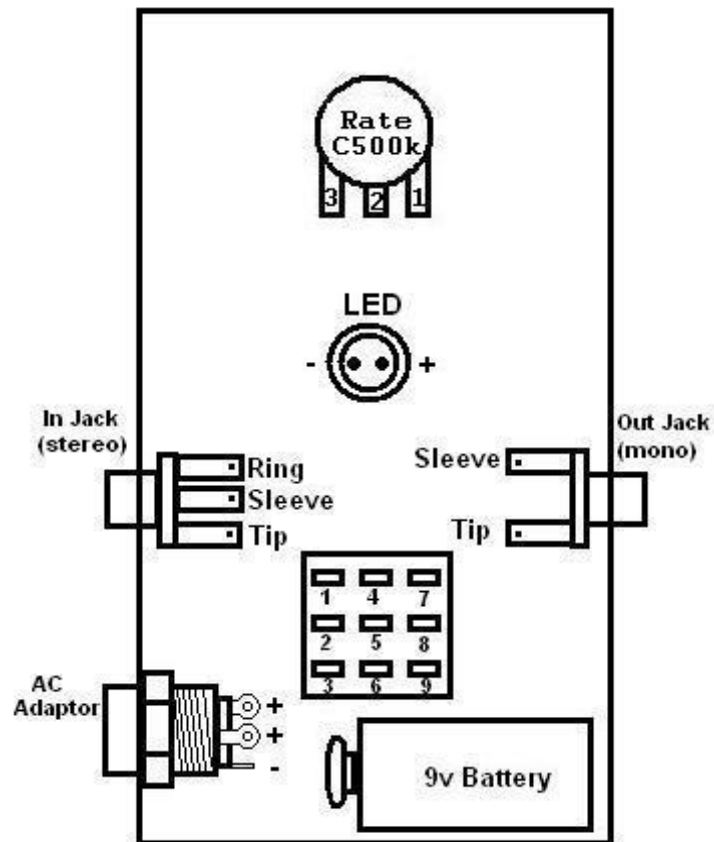 Rate
C500k
3 2 1
LED
- +
In Jack
(stereo)
Out Jack
(mono)
Ring
Sleeve
Tip
Sleeve
Tip
1 4 7
2 5 8
3 6 9
AC
Adaptor
+
+
-
9v Battery